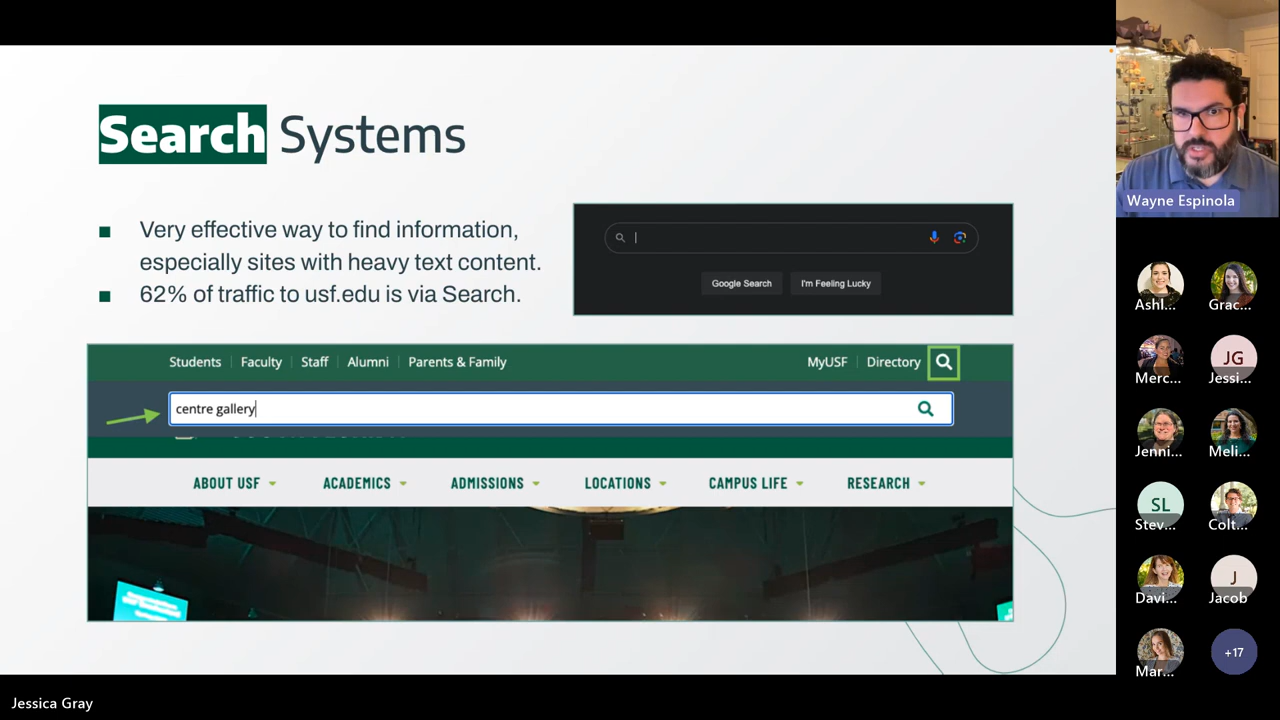 Search Systems
Very effective way to find information,
especially sites with heavy text content.
62% of traffic to usf.edu is via Search.
Google Search
I'm Feeling Lucky
Students
Faculty
Staff
Alumni
Parents & Family
MyUSF
Directory
centre gallery
ABOUT USF
ACADEMICS
ADMISSIONS
LOCATIONS
CAMPUS LIFE
RESEARCH
Wayne Espinola
Ashl...
Grac...
Merc...
JG
Jessi...
Jenni...
Meli...
SL
Stev...
Colt...
Davi...
J
Jacob
Mar...
+17
Jessica Gray